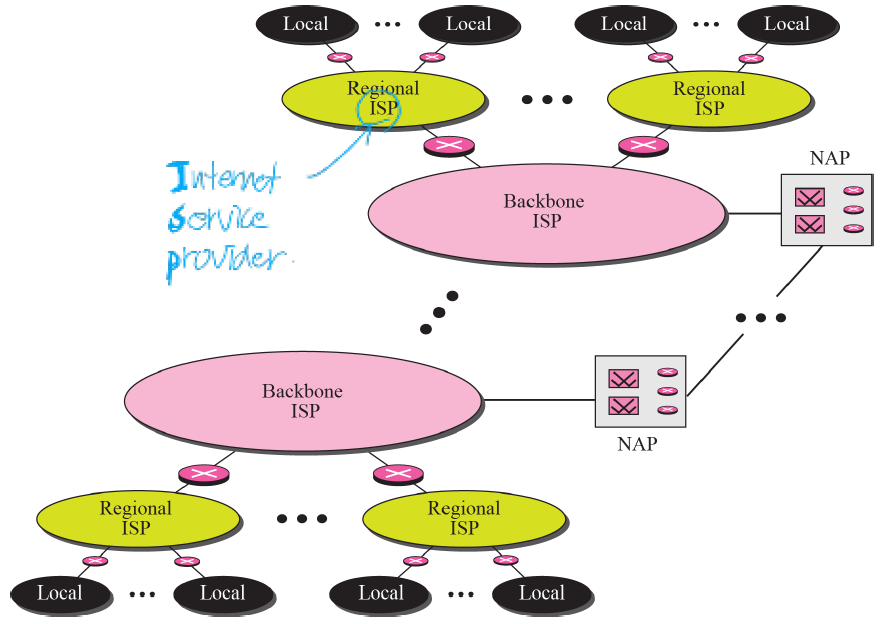 Local
Local
Local
Local
Regional
ISP
Regional
ISP
NAP
Internet
Service
provider.
Backbone
ISP
Backbone
ISP
NAP
Regional
ISP
Regional
ISP
Local
Local
Local
Local